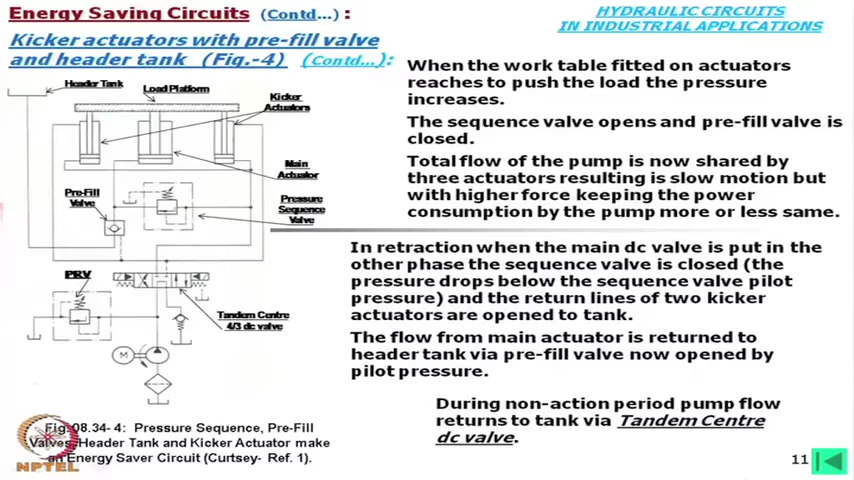 Energy Saving Circuits (Contd...) :
HYDRAULIC CIRCUITS
IN INDUSTRIAL APPLICATIONS
Kicker actuators with pre-fill valve
and header tank (Fig.-4) (Contd...):
Header Tank
Load Platform
Kicker
Actuators
Main
Actuator
Pre-Fill
Valve
Pressure
Sequence
Valve
PRV
Tandem Centre
4/3 dc valve
M
Fig. 08.34- 4: Pressure Sequence, Pre-Fill
Valves, Header Tank and Kicker Actuator make
an Energy Saver Circuit (Curtsey- Ref. 1).
NPTEL
When the work table fitted on actuators
reaches to push the load the pressure
increases.
The sequence valve opens and pre-fill valve is
closed.
Total flow of the pump is now shared by
three actuators resulting is slow motion but
with higher force keeping the power
consumption by the pump more or less same.
In retraction when the main dc valve is put in the
other phase the sequence valve is closed (the
pressure drops below the sequence valve pilot
pressure) and the return lines of two kicker
actuators are opened to tank.
The flow from main actuator is returned to
header tank via pre-fill valve now opened by
pilot pressure.
During non-action period pump flow
returns to tank via Tandem Centre
dc valve.
11